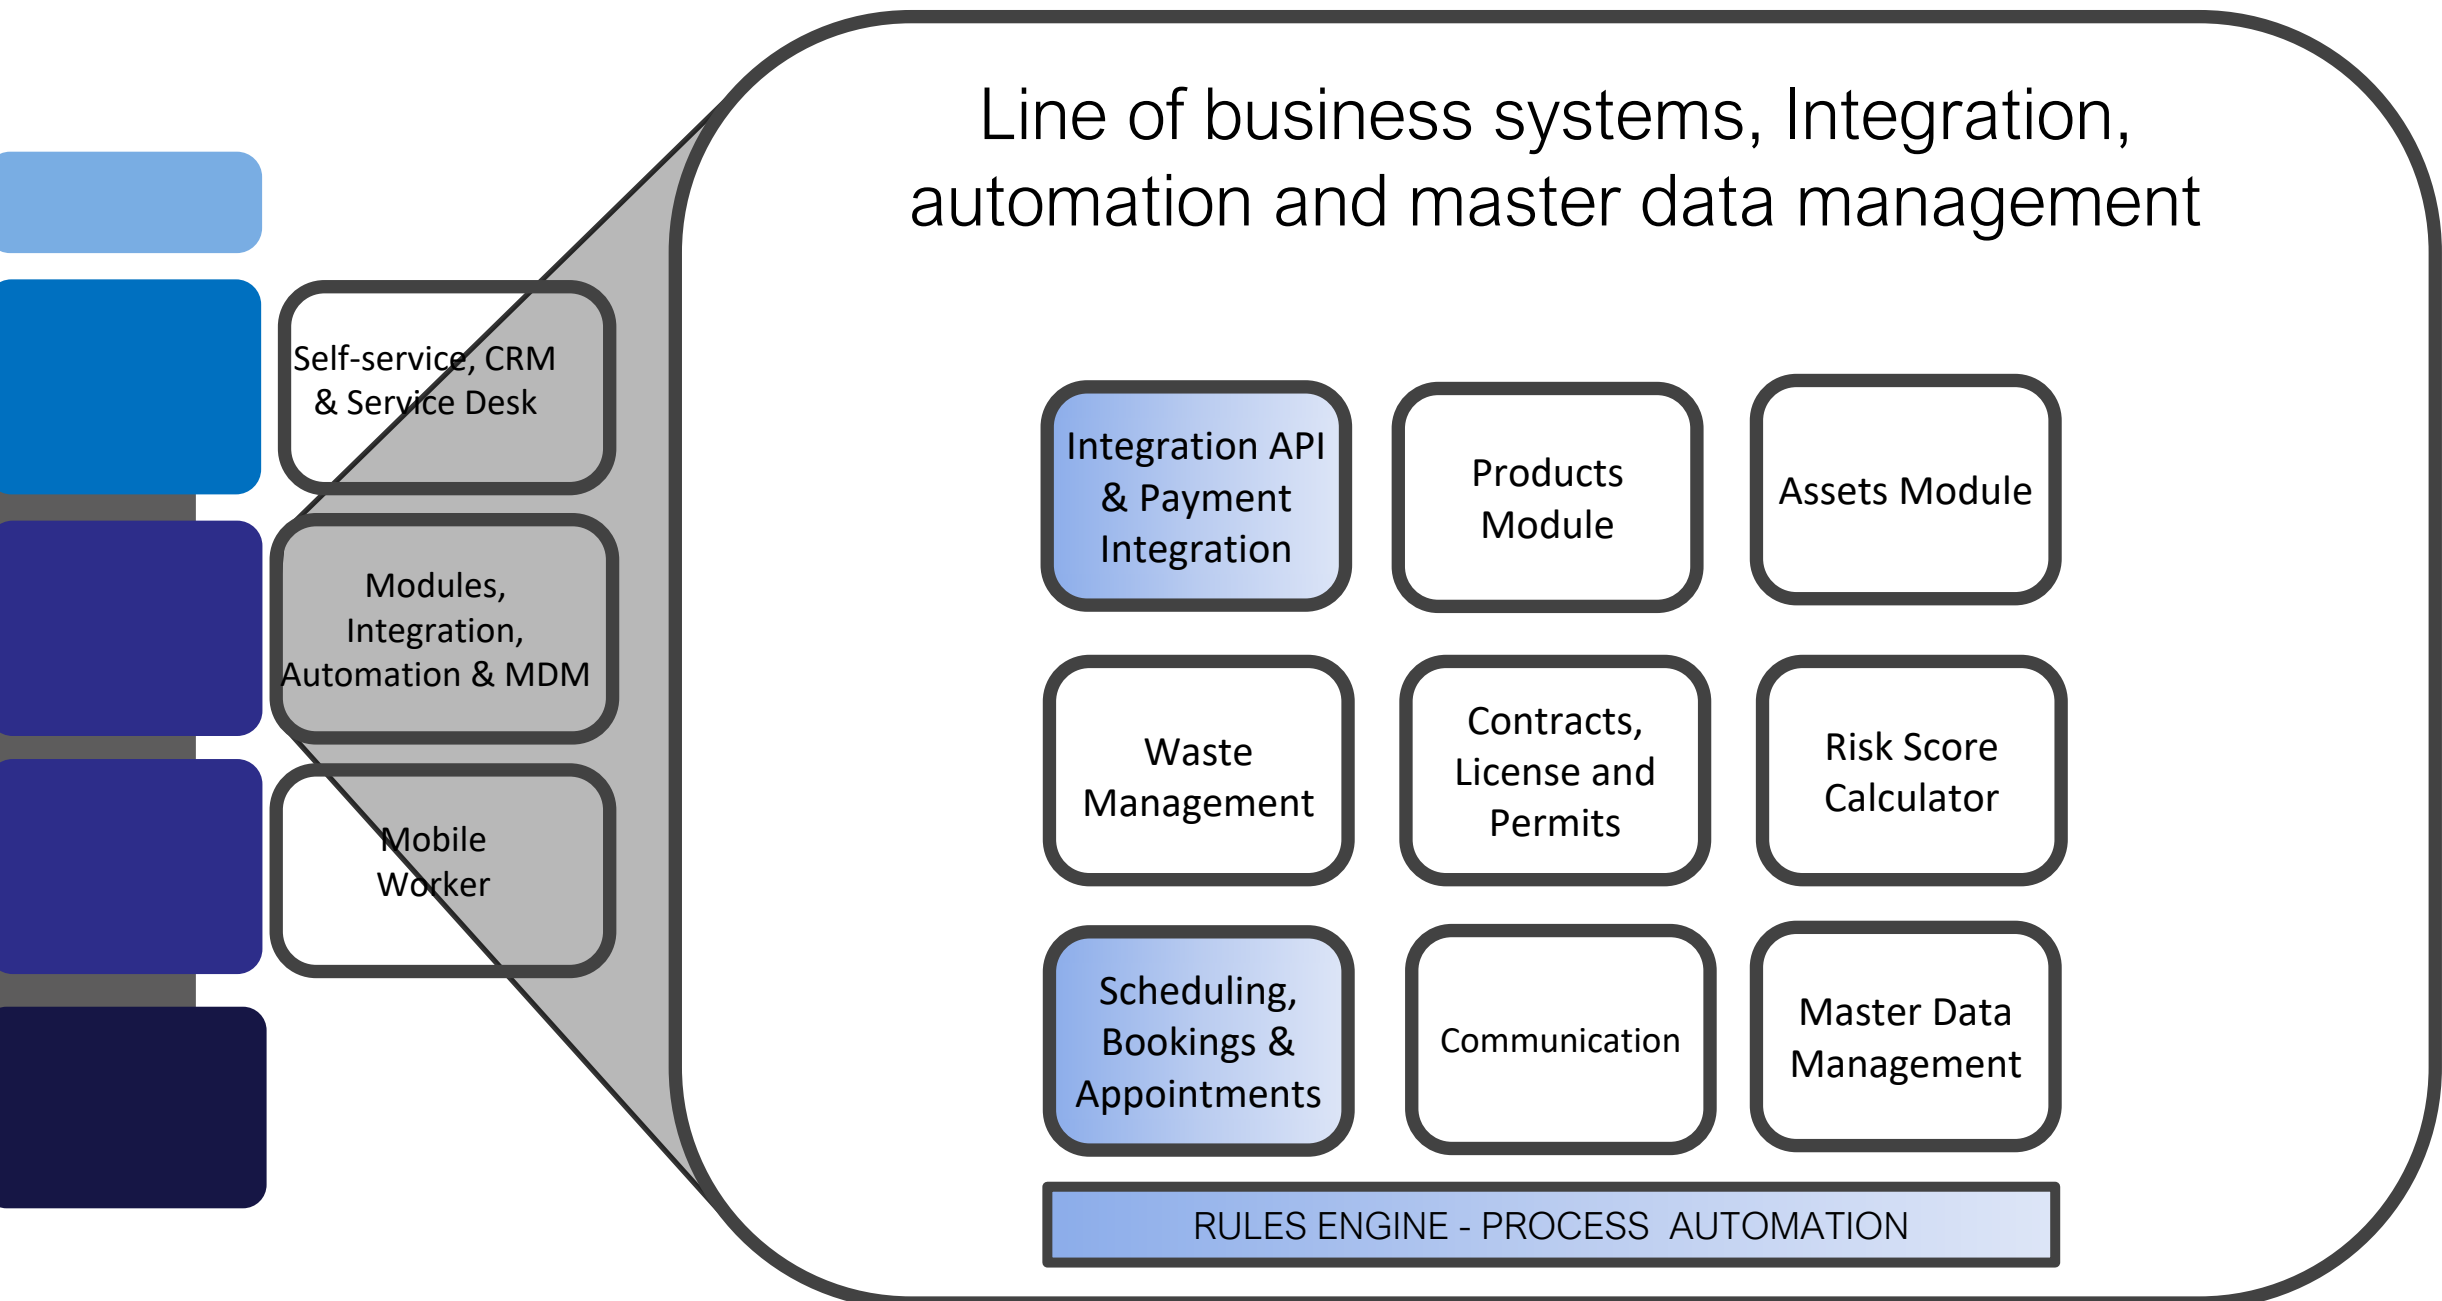 Line of business systems, Integration,
automation and master data management
Self-service, CRM
& Service Desk
Modules,
Integration,
Automation & MDM
Mobile
Worker
Integration API
& Payment
Integration
Products
Module
Assets Module
Waste
Management
Contracts,
License and
Permits
Risk Score
Calculator
Scheduling,
Bookings &
Appointments
Communication
Master Data
Management
RULES ENGINE - PROCESS  AUTOMATION